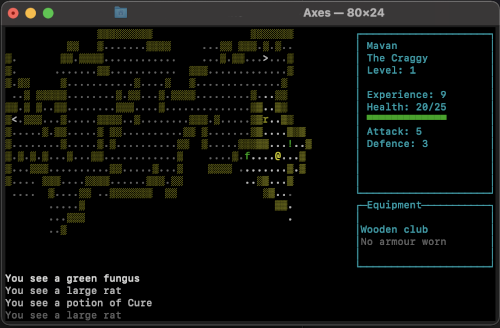 Axes — 80×24
Mavan
The Craggy
Level: 1
Experience: 9
Health: 20/25
Attack: 5
Defence: 3
Equipment
Wooden club
No armour worn
You see a green fungus
You see a large rat
You see a potion of Cure
You see a large rat